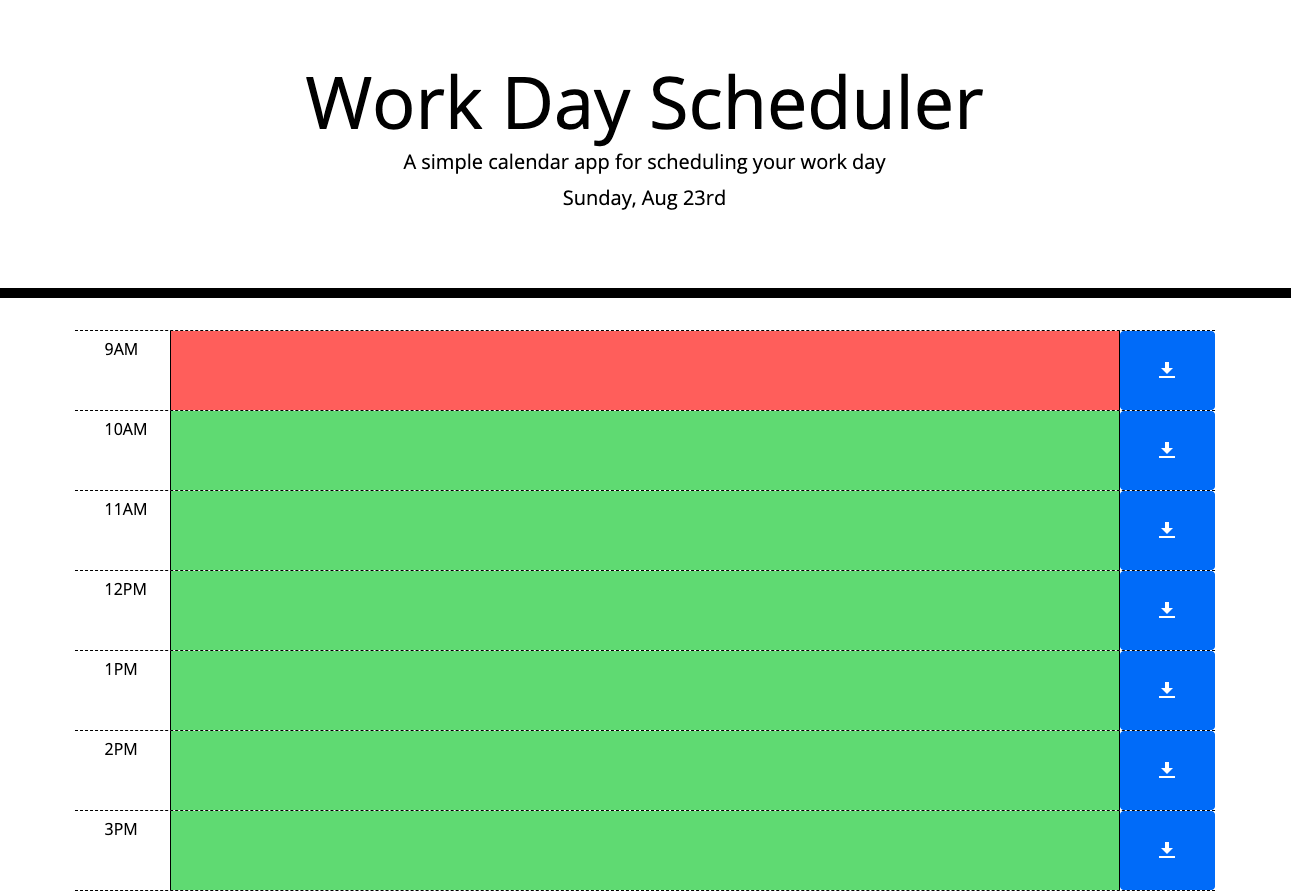 Work Day Scheduler
A simple calendar app for scheduling your work day
Sunday, Aug 23rd
9AM
10AM
11AM
12PM
1PM
2PM
3PM